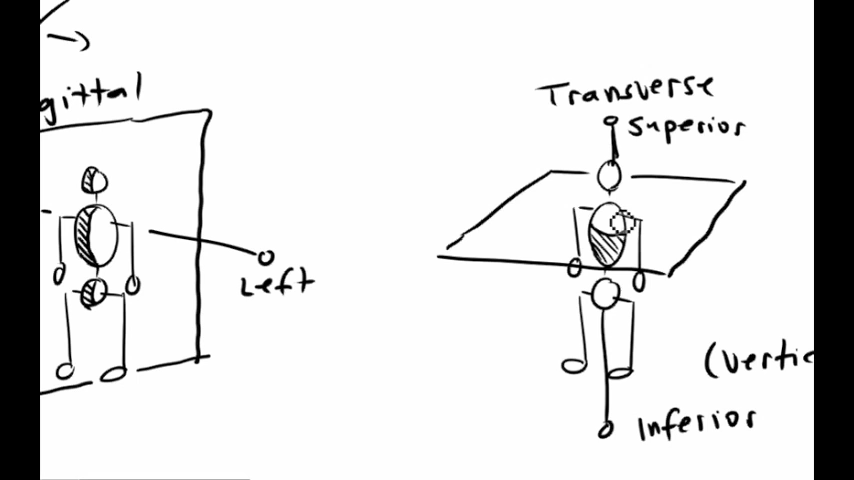 gittal
Left
Transverse
Superior
(Vertic
Inferior